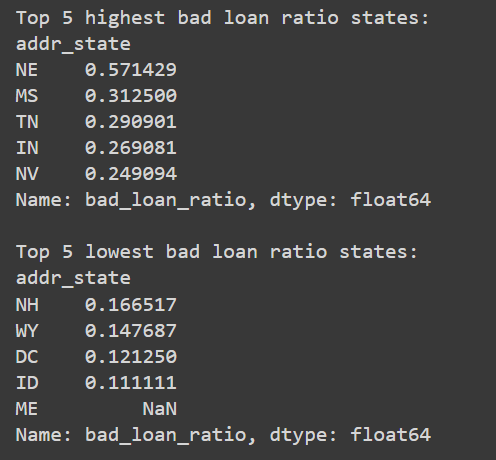 Top 5 highest bad loan ratio states:
addr_state
NE    0.571429
MS    0.312500
TN    0.290901
IN    0.269081
NV    0.249094
Name: bad_loan_ratio, dtype: float64

Top 5 lowest bad loan ratio states:
addr_state
NH    0.166517
WY    0.147687
DC    0.121250
ID    0.111111
ME         NaN
Name: bad_loan_ratio, dtype: float64